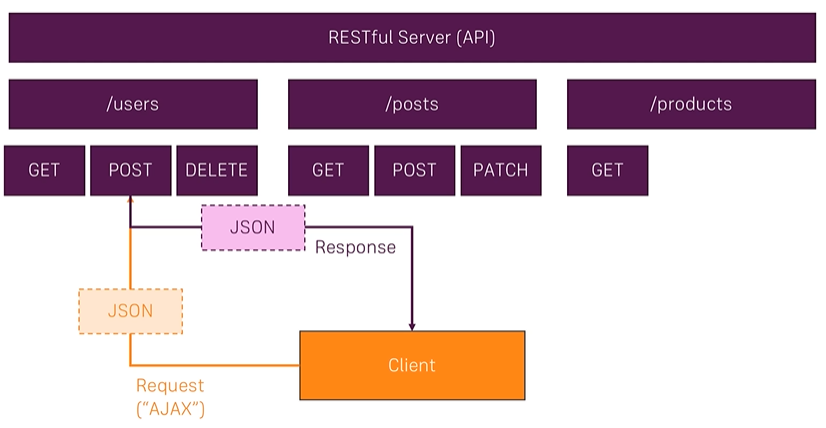 RESTful Server (API)
/users
/posts
/products
GET
POST
DELETE
GET
POST
PATCH
GET
JSON
Response
JSON
Client
Request
(“AJAX”)